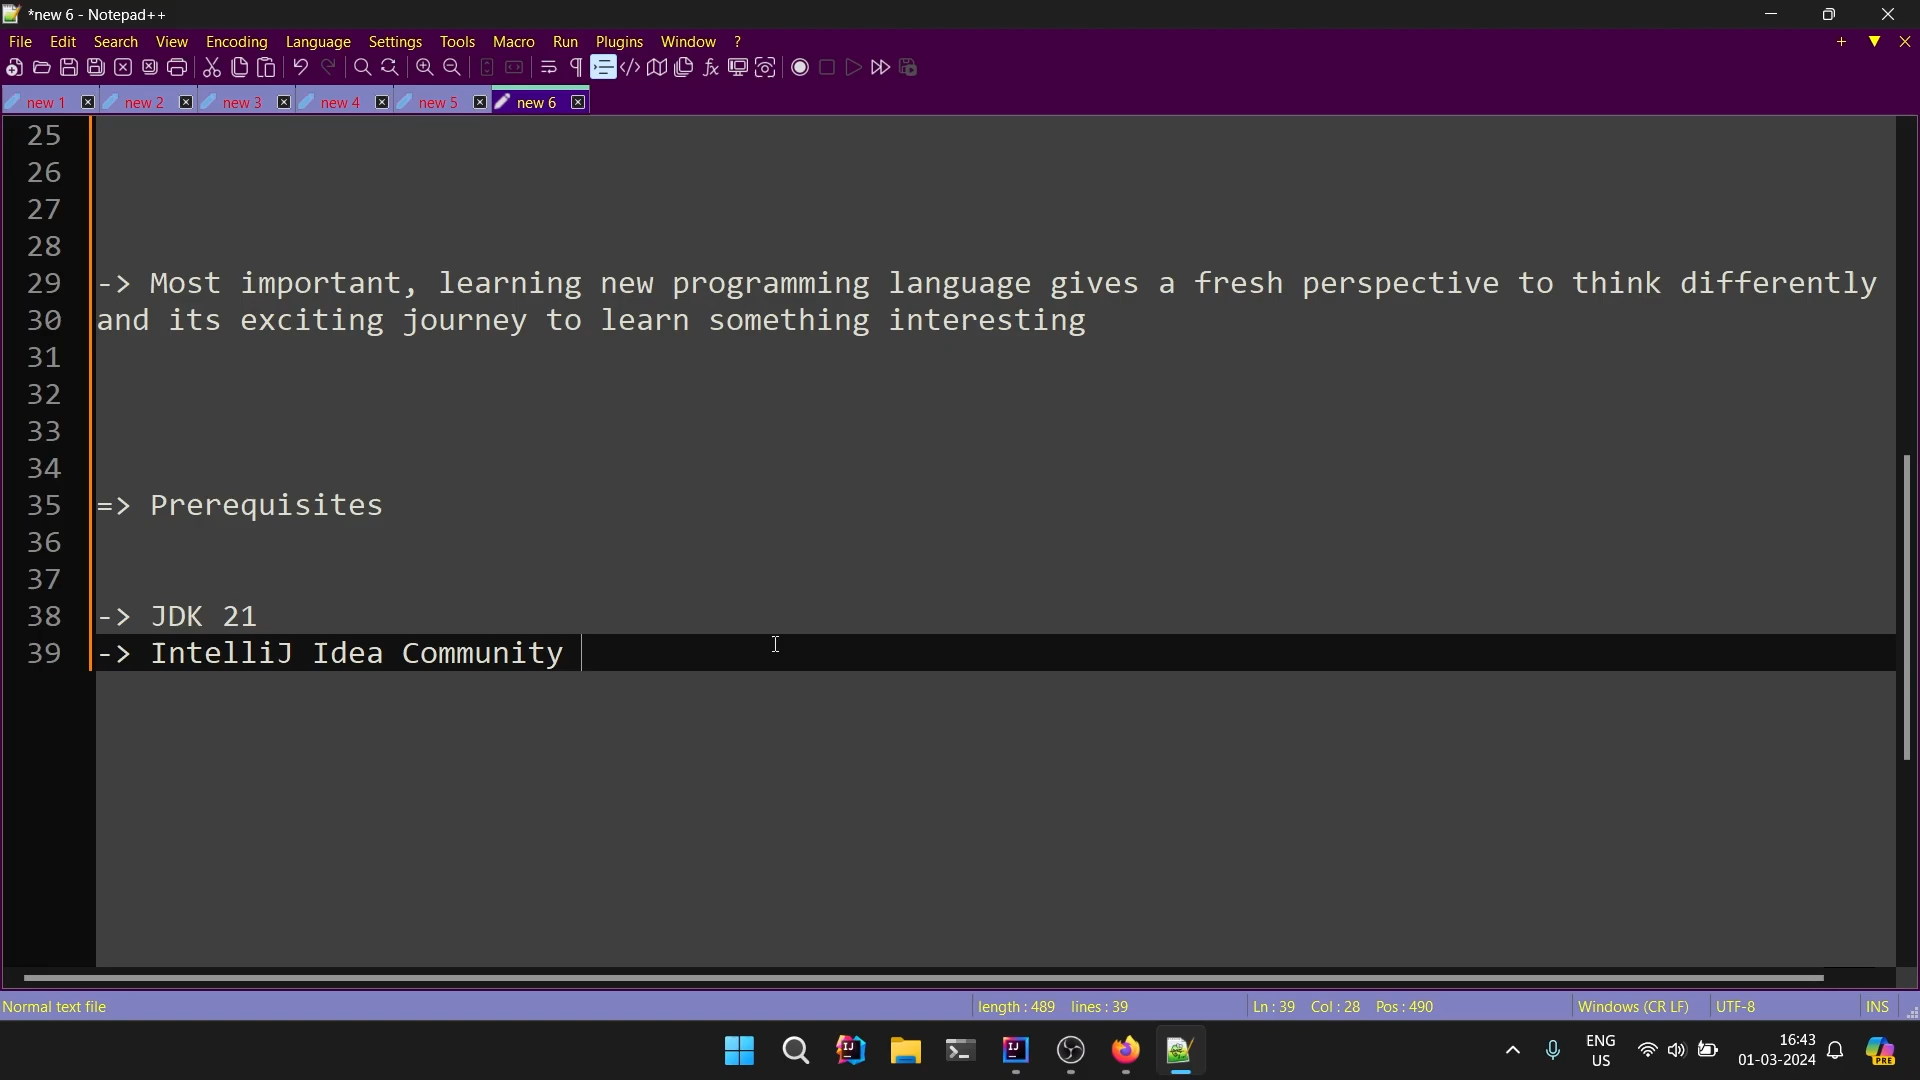 *new 6 - Notepad++
File Edit Search View Encoding Language Settings Tools Macro Run Plugins Window ?
new 1 new 2 new 3 new 4 new 5 new 6
25
26
27
28
29 -> Most important, learning new programming language gives a fresh perspective to think differently
30 and its exciting journey to learn something interesting
31
32
33
34
35 => Prerequisites
36
37
38 -> JDK 21
39 -> IntelliJ Idea Community
Normal text file length : 489 lines : 39 Ln : 39 Col : 28 Pos : 490 Windows (CR LF) UTF-8 INS
ENG 16:43
US 01-03-2024